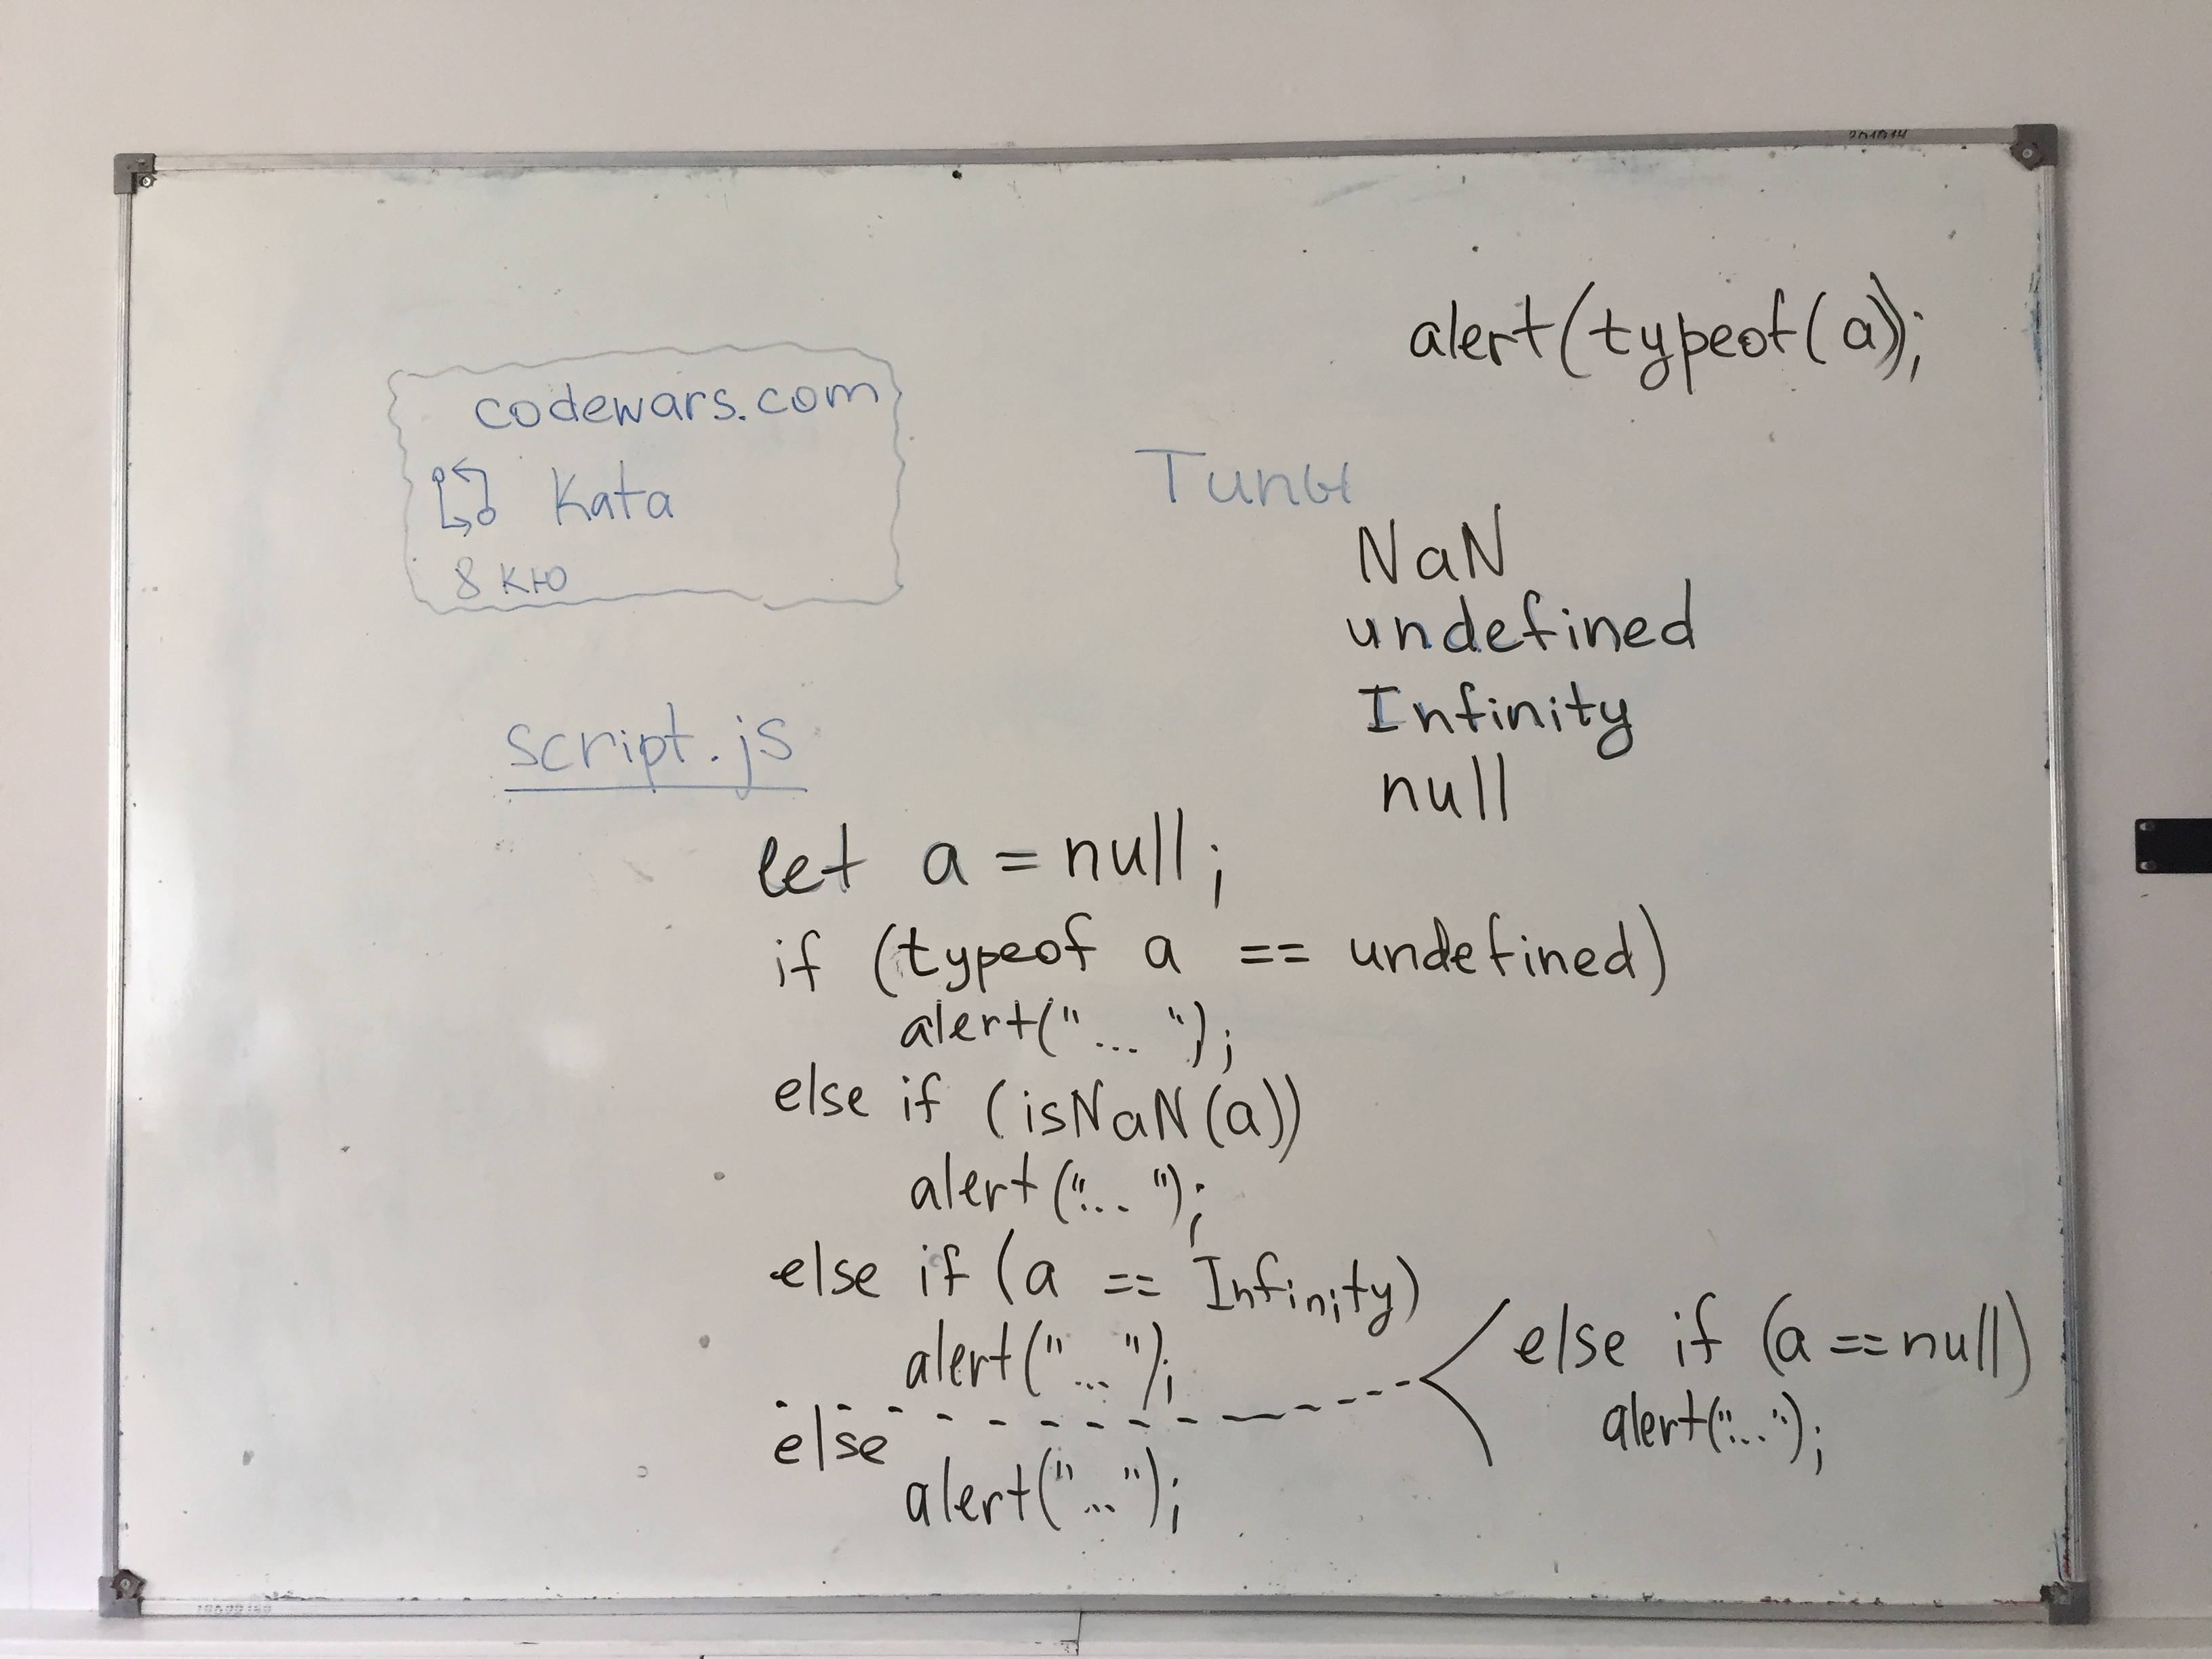 alert(typeof(a));
codewars.com
Kata
8 кю
Типы
NaN
undefined
Infinity
null
script.js
let a = null;
if (typeof a == undefined)
alert("...");
else if (isNaN(a))
alert("...");
else if (a == Infinity)
alert("...");
else if (a == null)
alert("...");
else
alert("...");